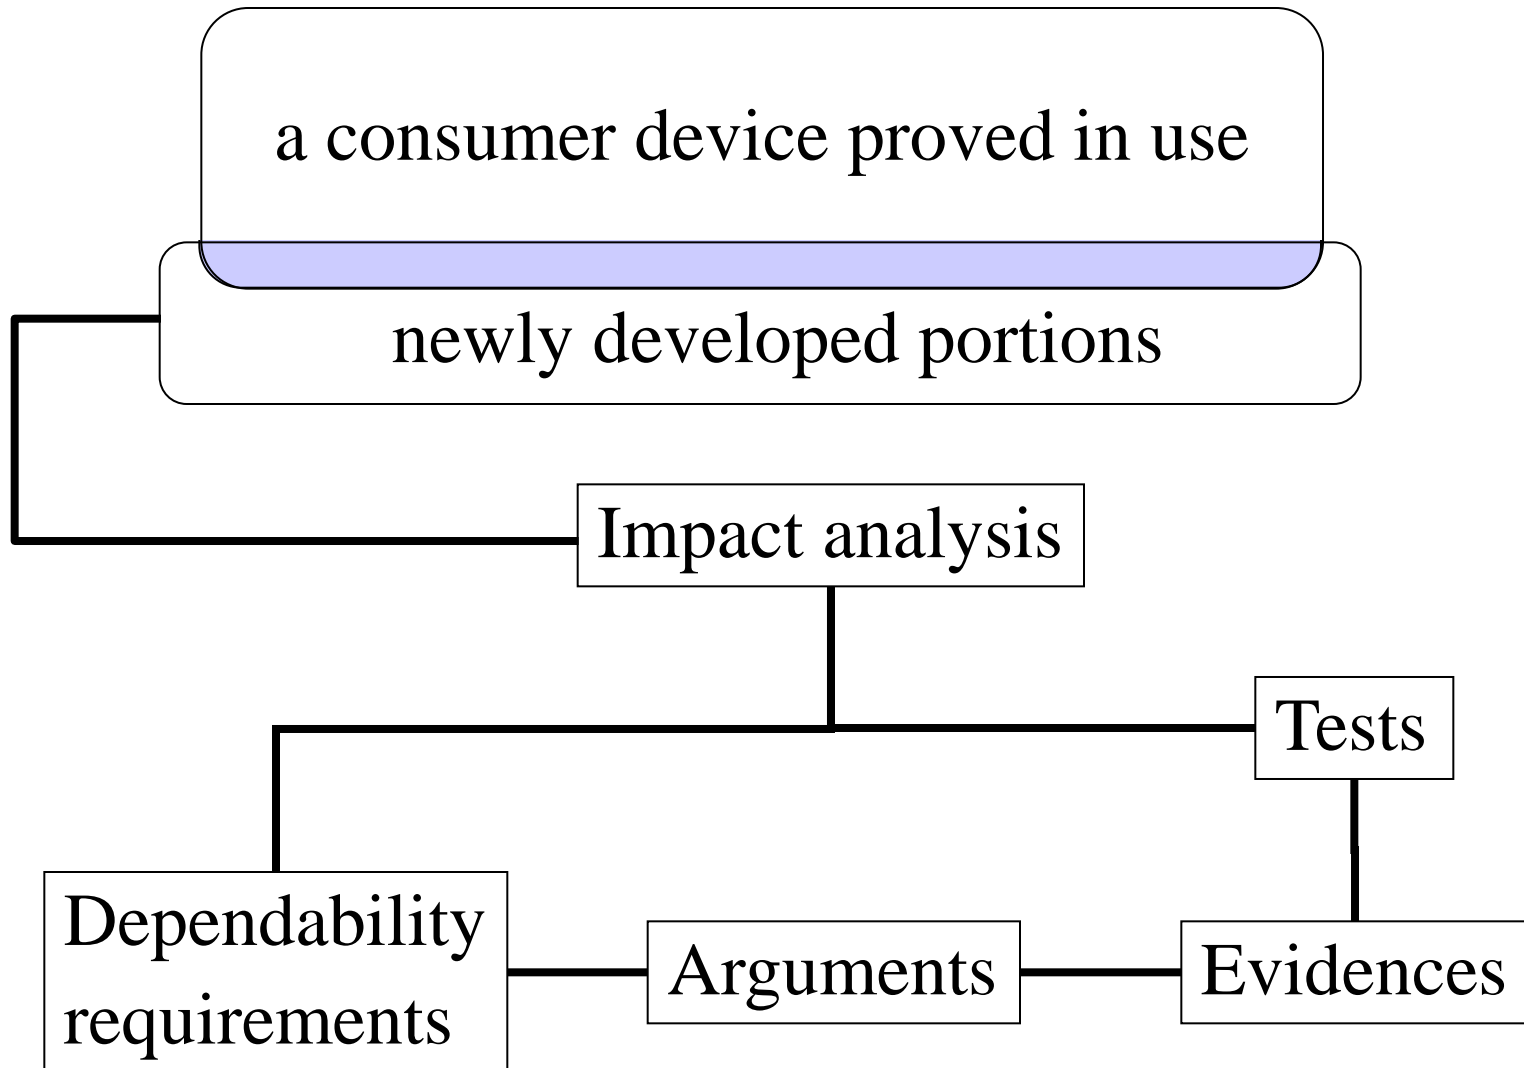 a consumer device proved in use
newly developed portions
Impact analysis
Tests
Dependability
requirements
Arguments
Evidences